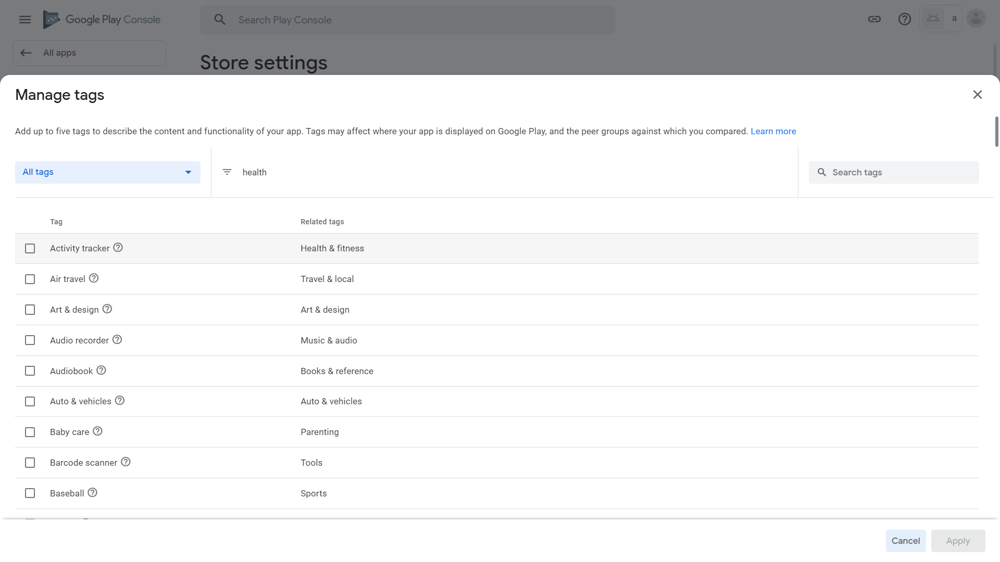 Google Play Console
Search Play Console
a
All apps
Store settings
Manage tags
Add up to five tags to describe the content and functionality of your app. Tags may affect where your app is displayed on Google Play, and the peer groups against which you compared. Learn more
All tags
health
Search tags
Tag Related tags
Activity tracker Health & fitness
Air travel Travel & local
Art & design Art & design
Audio recorder Music & audio
Audiobook Books & reference
Auto & vehicles Auto & vehicles
Baby care Parenting
Barcode scanner Tools
Baseball Sports
Cancel Apply